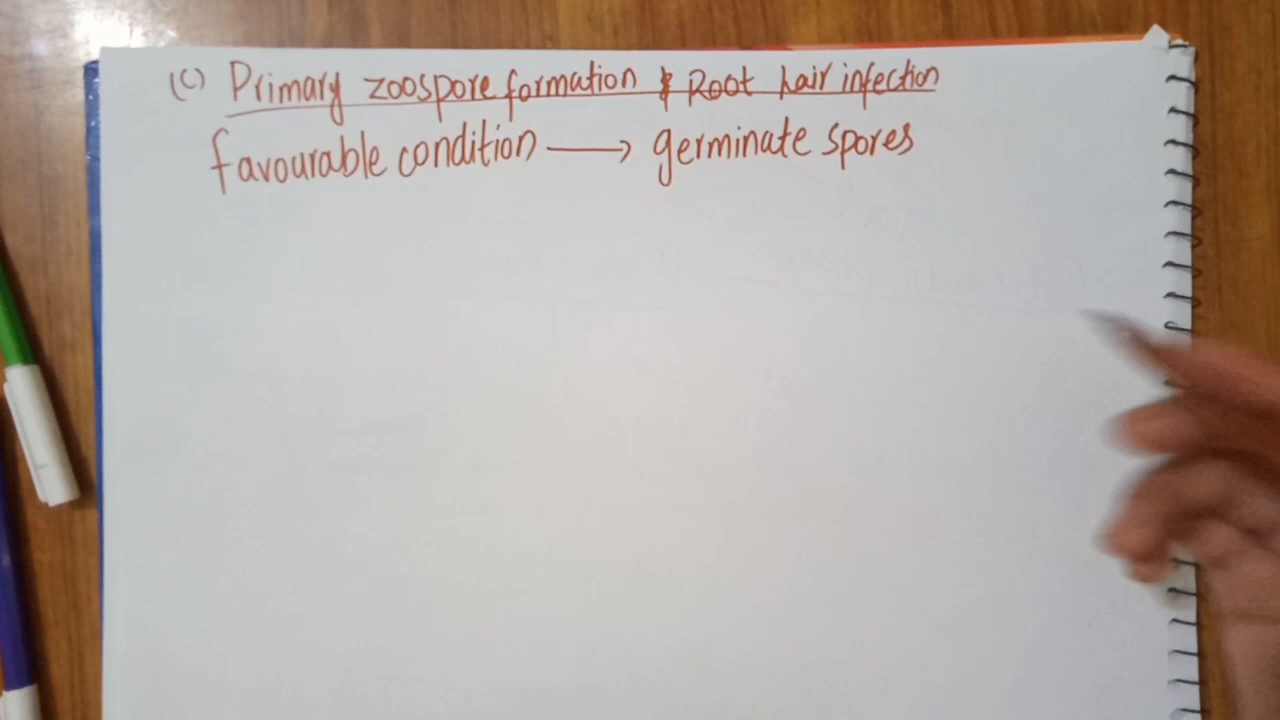 (C) Primary zoospore formation & Root hair infection
favourable condition → germinate spores